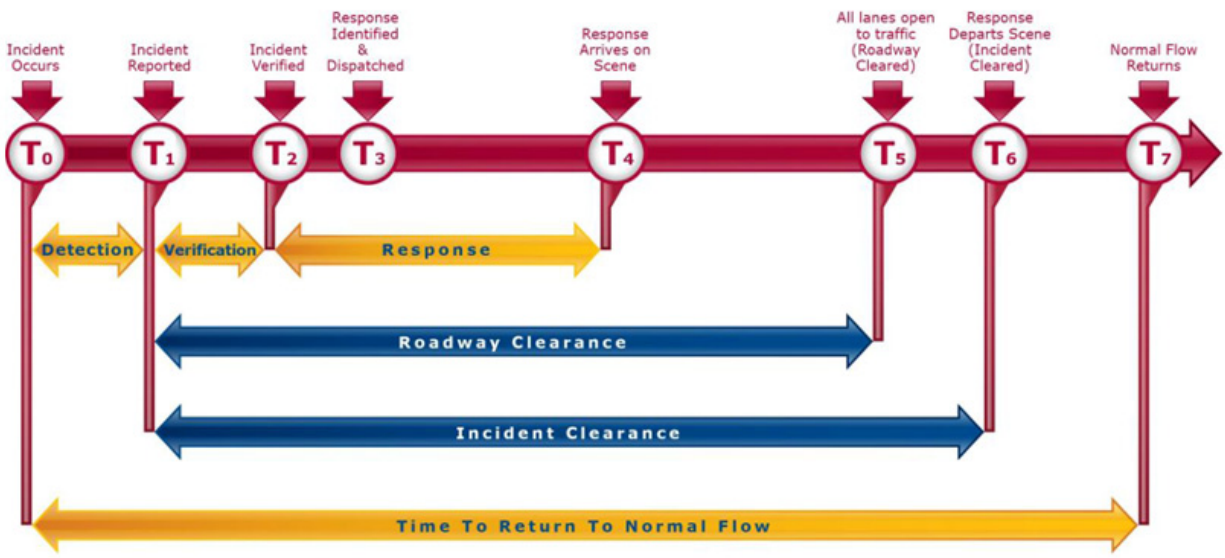 Incident
Occurs
Incident
Reported
Incident
Verified
Response
Identified
&
Dispatched
Response
Arrives on
Scene
All lanes open
to traffic
(Roadway
Cleared)
Response
Departs Scene
(Incident
Cleared)
Normal Flow
Returns
T0
T1
T2
T3
T4
T5
T6
T7
Detection
Verification
Response
Roadway Clearance
Incident Clearance
Time To Return To Normal Flow